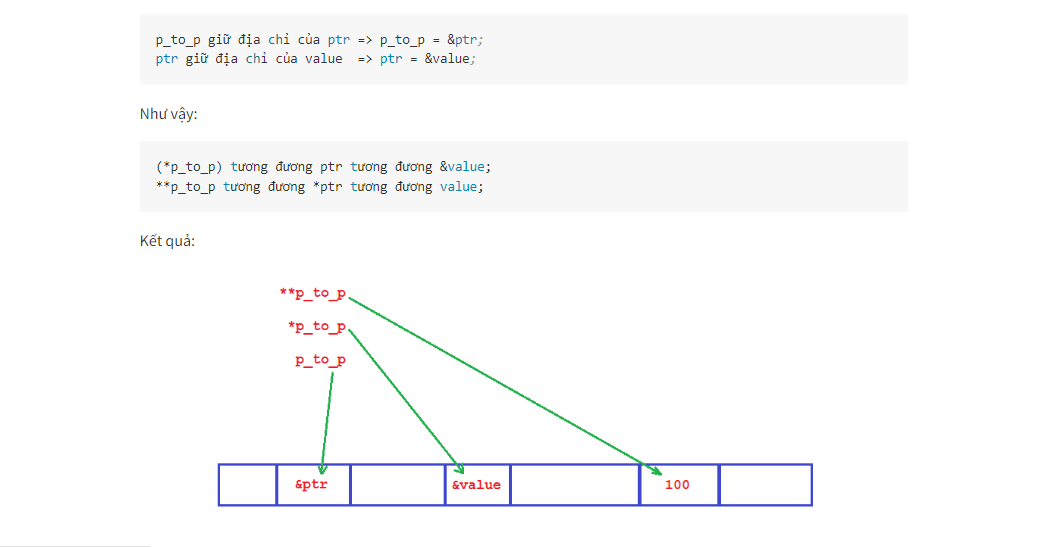 p_to_p giữ địa chỉ của ptr => p_to_p = &ptr;
ptr giữ địa chỉ của value  => ptr = &value;
Như vậy:
(*p_to_p) tương đương ptr tương đương &value;
**p_to_p tương đương *ptr tương đương value;
Kết quả:
**p_to_p
*p_to_p
p_to_p
&ptr &value 100